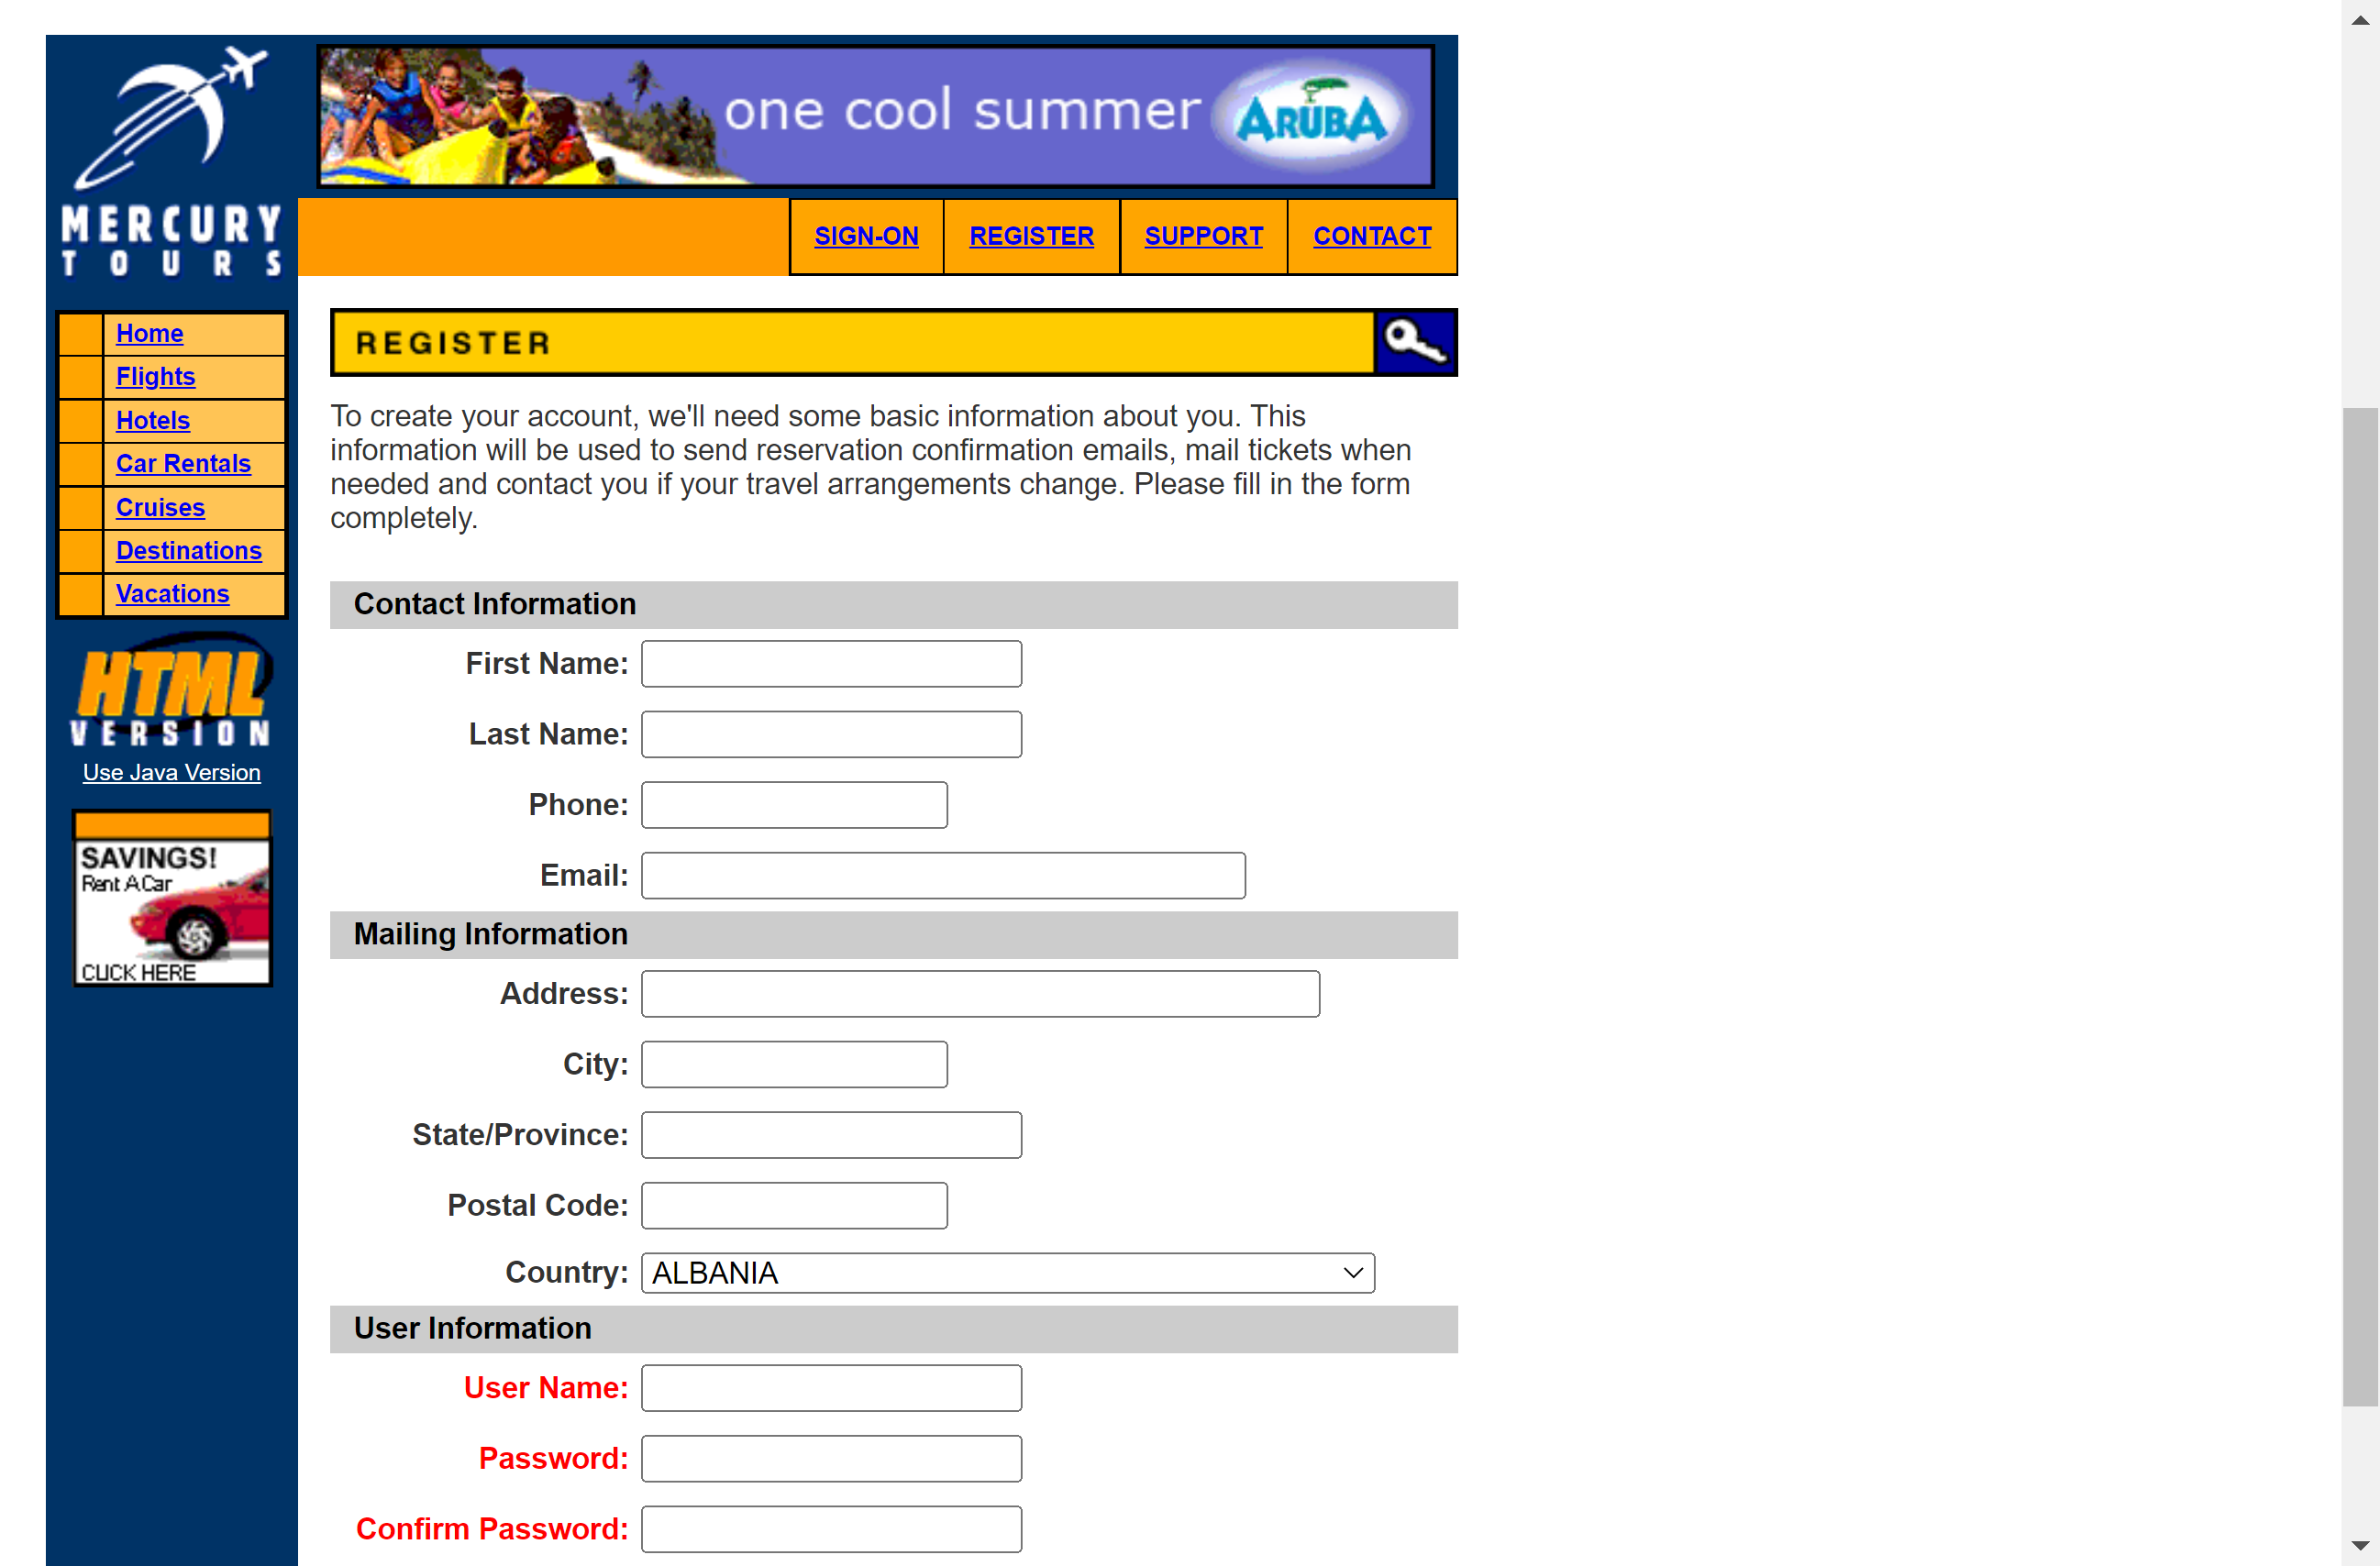 one cool summer
ARUBA
MERCURY
TOURS
SIGN-ON
REGISTER
SUPPORT
CONTACT
Home
Flights
Hotels
Car Rentals
Cruises
Destinations
Vacations
HTML
VERSION
Use Java Version
SAVINGS!
Rent A Car
CLICK HERE
REGISTER
To create your account, we'll need some basic information about you. This
information will be used to send reservation confirmation emails, mail tickets when
needed and contact you if your travel arrangements change. Please fill in the form
completely.
Contact Information
First Name:
Last Name:
Phone:
Email:
Mailing Information
Address:
City:
State/Province:
Postal Code:
Country: ALBANIA
User Information
User Name:
Password:
Confirm Password: